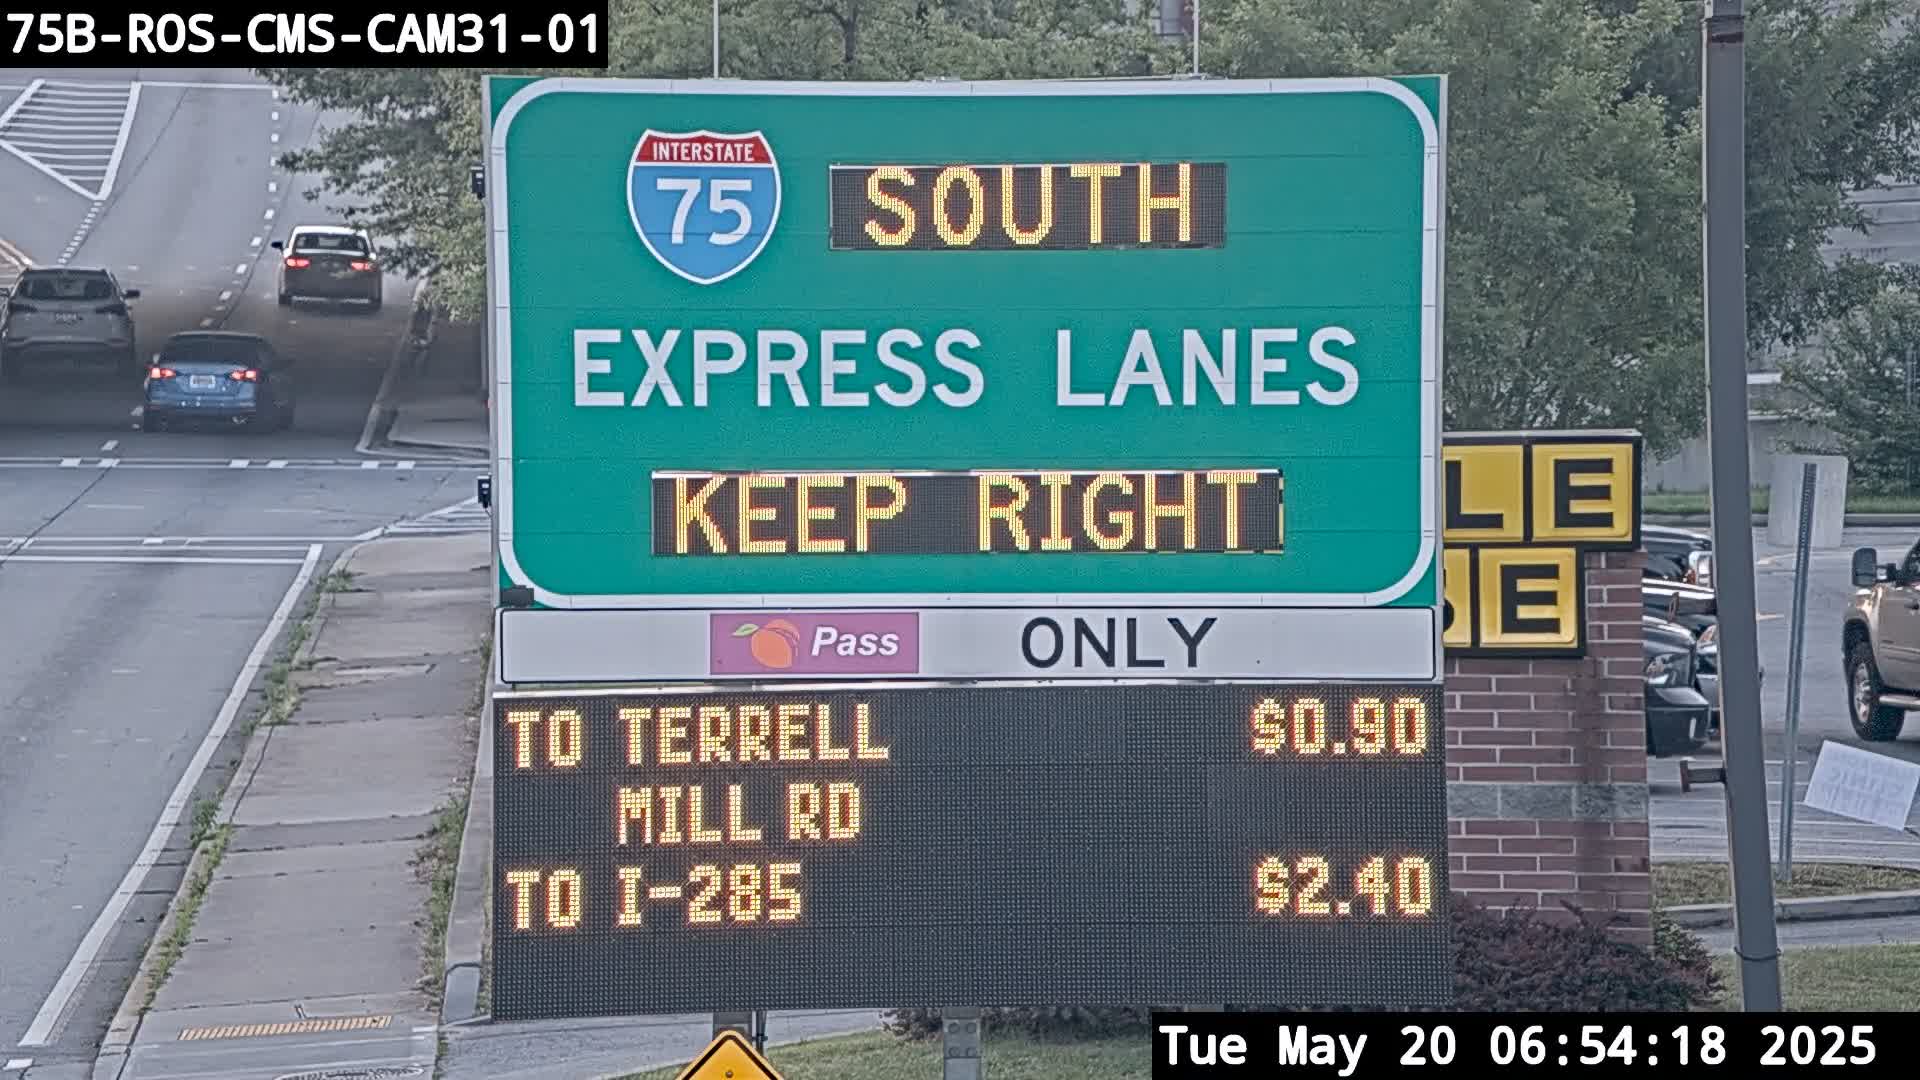 75B-ROS-CMS-CAM31-01
INTERSTATE
75
SOUTH
EXPRESS LANES
KEEP RIGHT
Pass ONLY
TO TERRELL $0.90
MILL RD
TO I-285 $2.40
LE
E
Tue May 20 06:54:18 2025